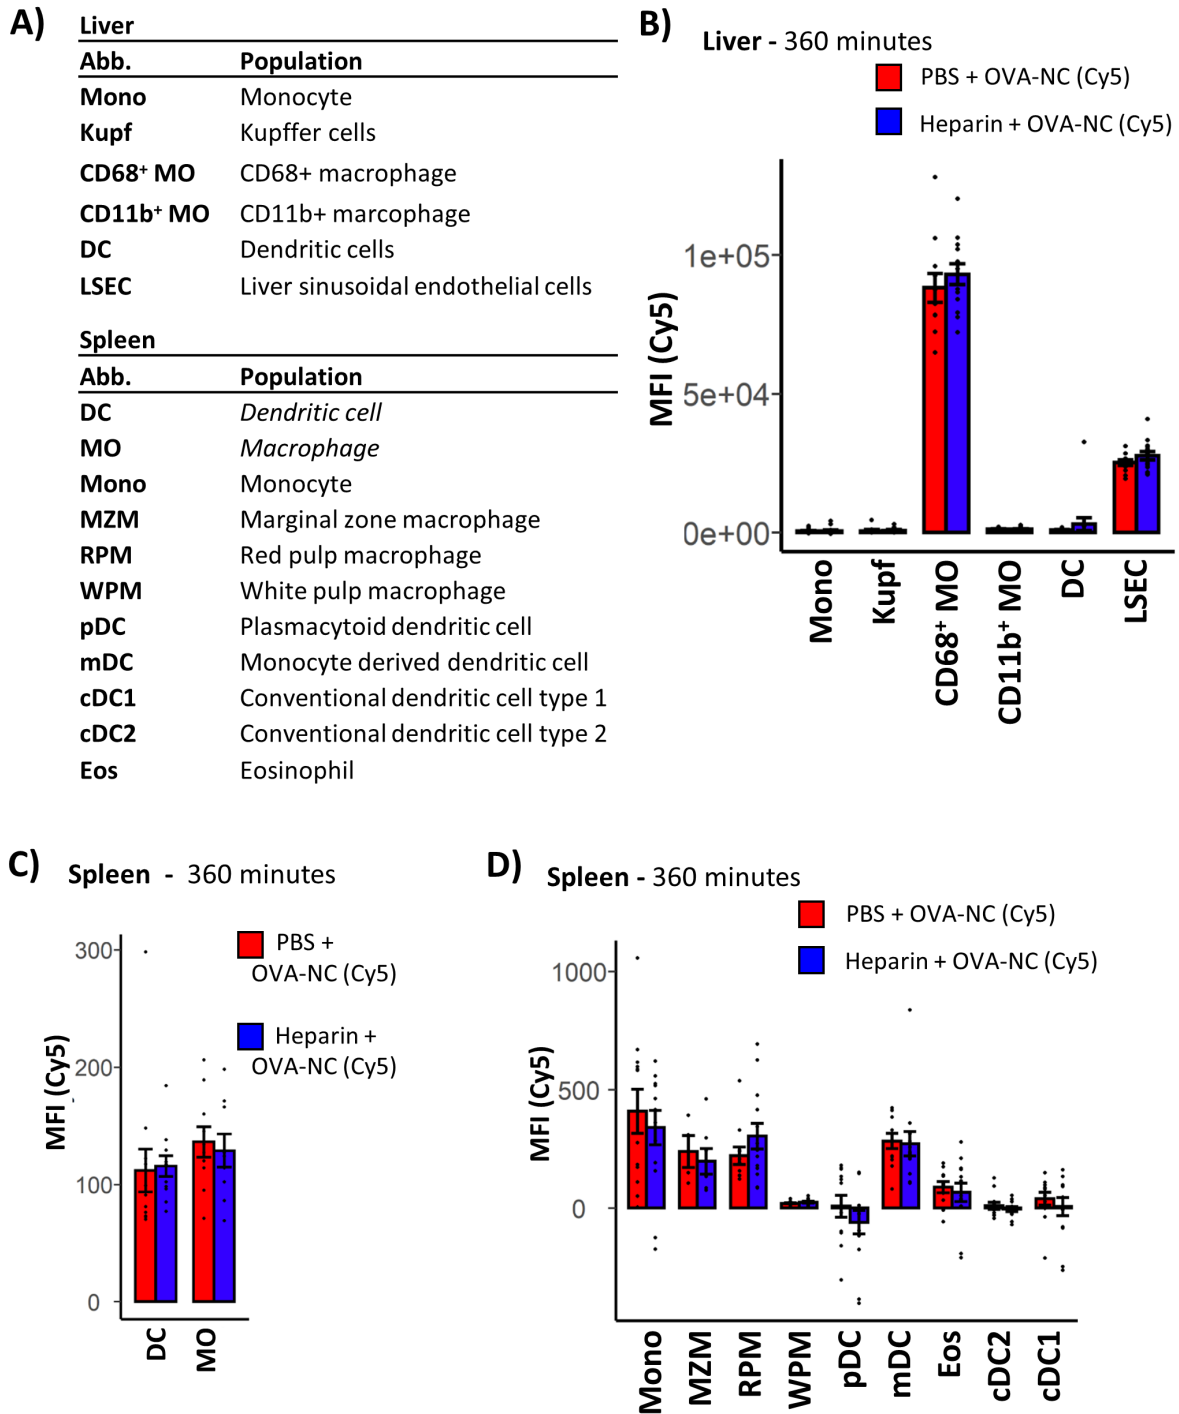 A)
Liver
Abb. Population
Mono Monocyte
Kupf Kupffer cells
CD68+ MO CD68+ macrophage
CD11b+ MO CD11b+ marcophage
DC Dendritic cells
LSEC Liver sinusoidal endothelial cells
Spleen
Abb. Population
DC Dendritic cell
MO Macrophage
Mono Monocyte
MZM Marginal zone macrophage
RPM Red pulp macrophage
WPM White pulp macrophage
pDC Plasmacytoid dendritic cell
mDC Monocyte derived dendritic cell
cDC1 Conventional dendritic cell type 1
cDC2 Conventional dendritic cell type 2
Eos Eosinophil
B)
Liver - 360 minutes
PBS + OVA-NC (Cy5)
Heparin + OVA-NC (Cy5)
MFI (Cy5)
1e+05
5e+04
0e+00
Mono
Kupf
CD68+ MO
CD11b+ MO
DC
LSEC
C)
Spleen - 360 minutes
PBS +
OVA-NC (Cy5)
Heparin +
OVA-NC (Cy5)
MFI (Cy5)
300
200
100
0
DC
MO
D)
Spleen - 360 minutes
PBS + OVA-NC (Cy5)
Heparin + OVA-NC (Cy5)
MFI (Cy5)
1000
500
0
Mono
MZM
RPM
WPM
pDC
mDC
Eos
cDC2
cDC1